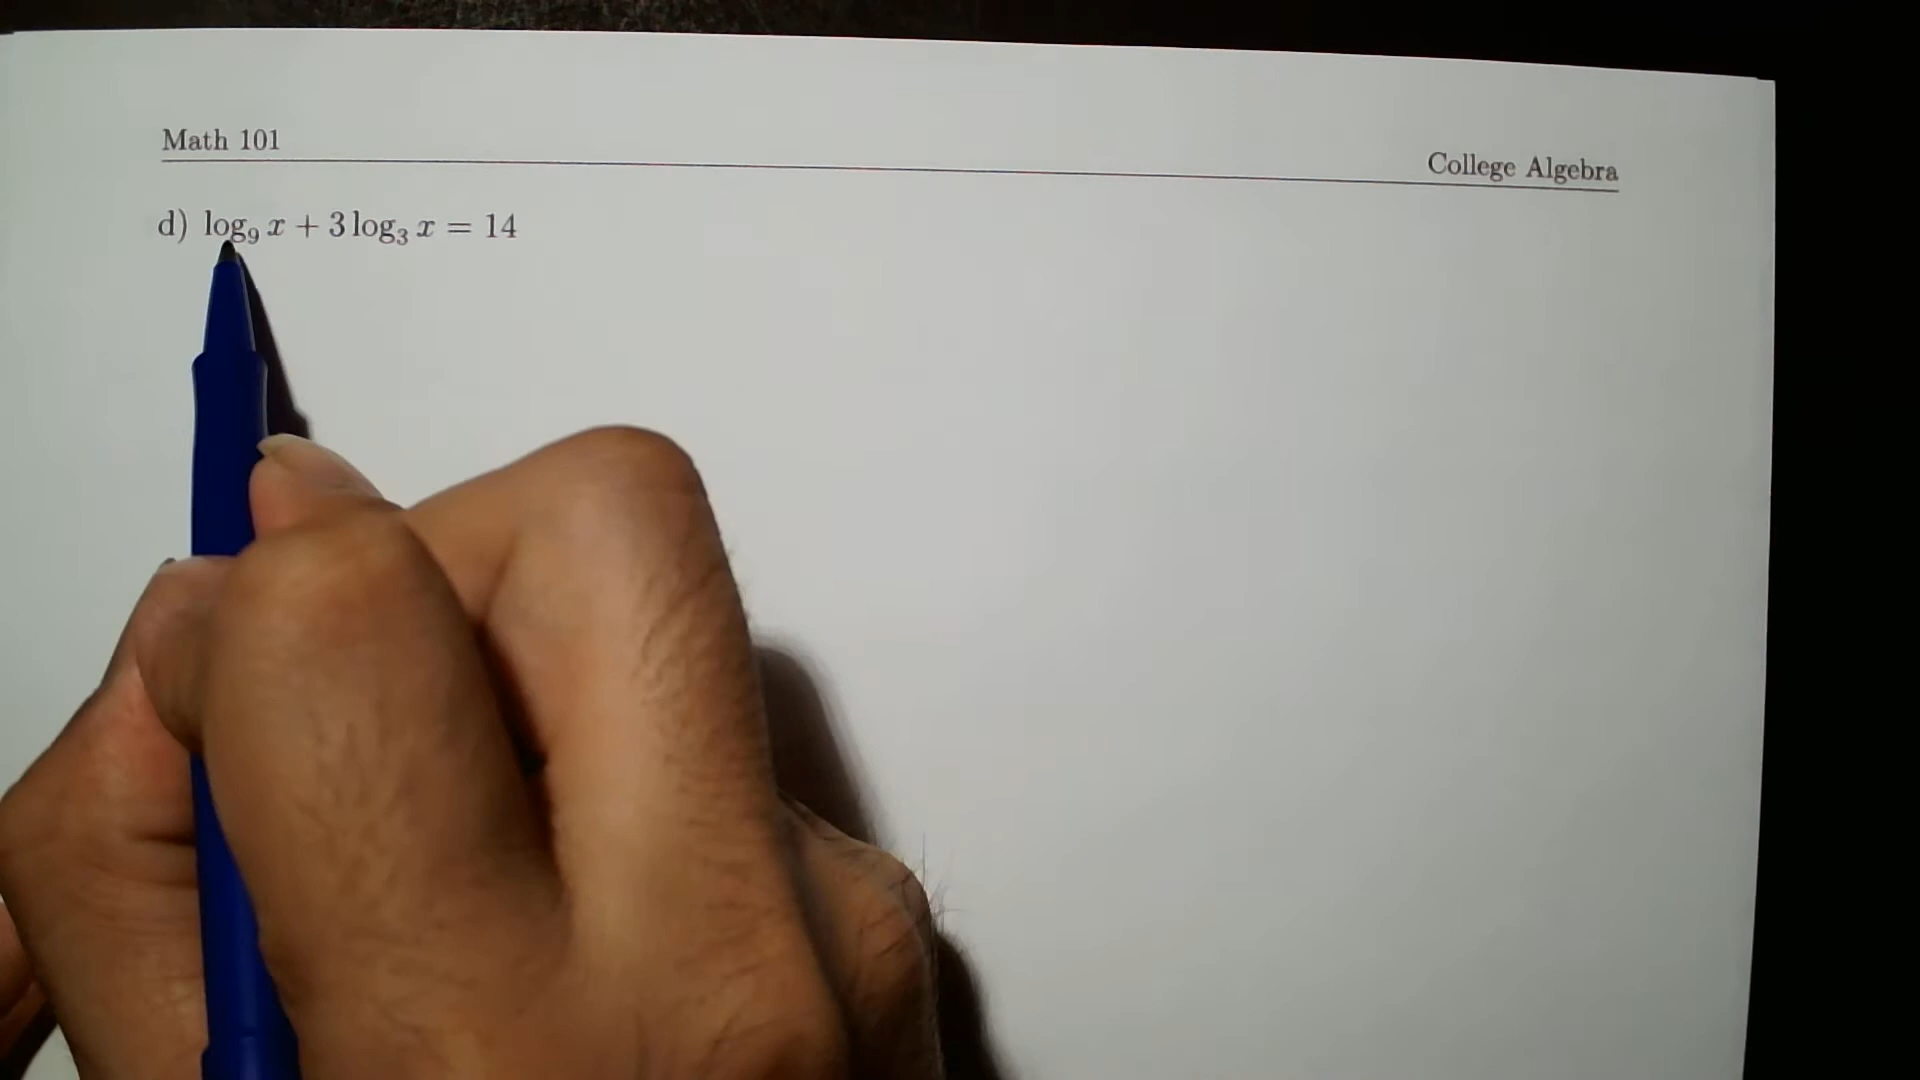 Math 101
College Algebra
d) log₉ x + 3 log₃ x = 14